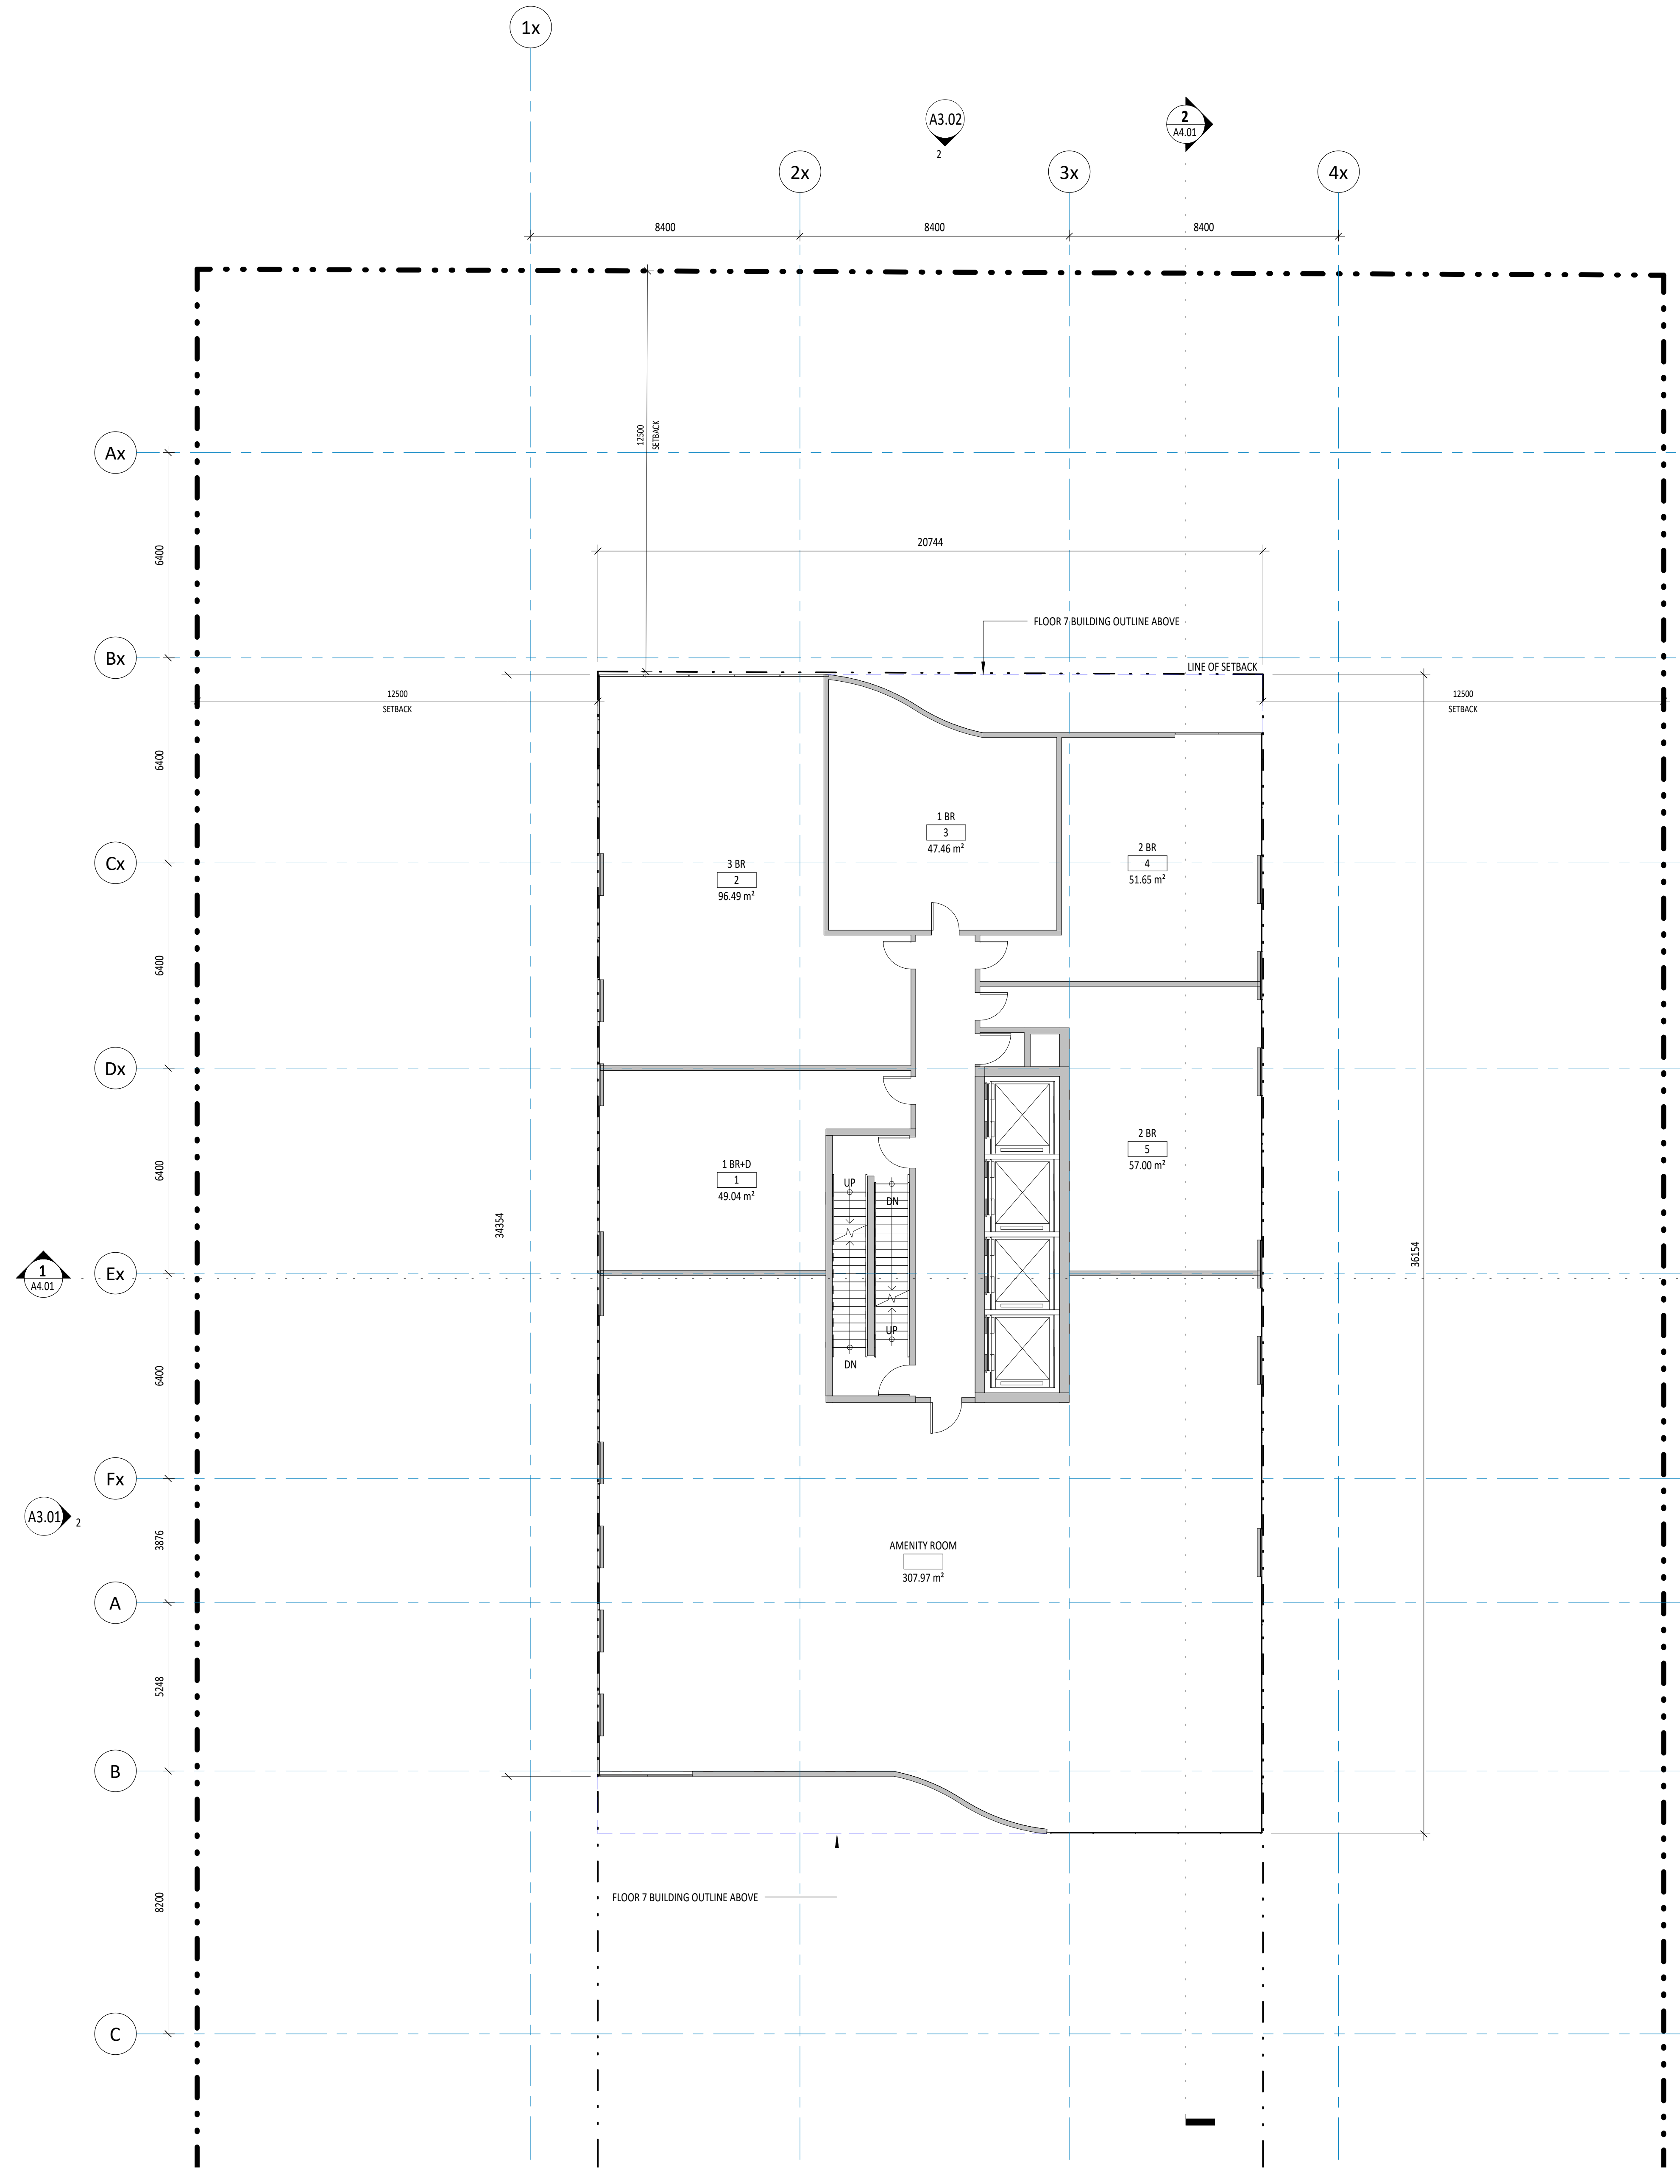 1x
A3.02
2
2
A4.01
2x
3x
4x
8400
8400
8400
12500
SETBACK
Ax
6400
20744
FLOOR 7 BUILDING OUTLINE ABOVE
Bx
LINE OF SETBACK
12500
SETBACK
12500
SETBACK
6400
1 BR
3
47.46 m²
2 BR
4
51.65 m²
3 BR
2
96.49 m²
Cx
6400
Dx
2 BR
5
57.00 m²
1 BR+D
1
49.04 m²
6400
UP
DN
34354
36154
1
A4.01
Ex
UP
DN
6400
Fx
A3.01
2
3876
AMENITY ROOM
307.97 m²
A
5248
B
FLOOR 7 BUILDING OUTLINE ABOVE
8200
C